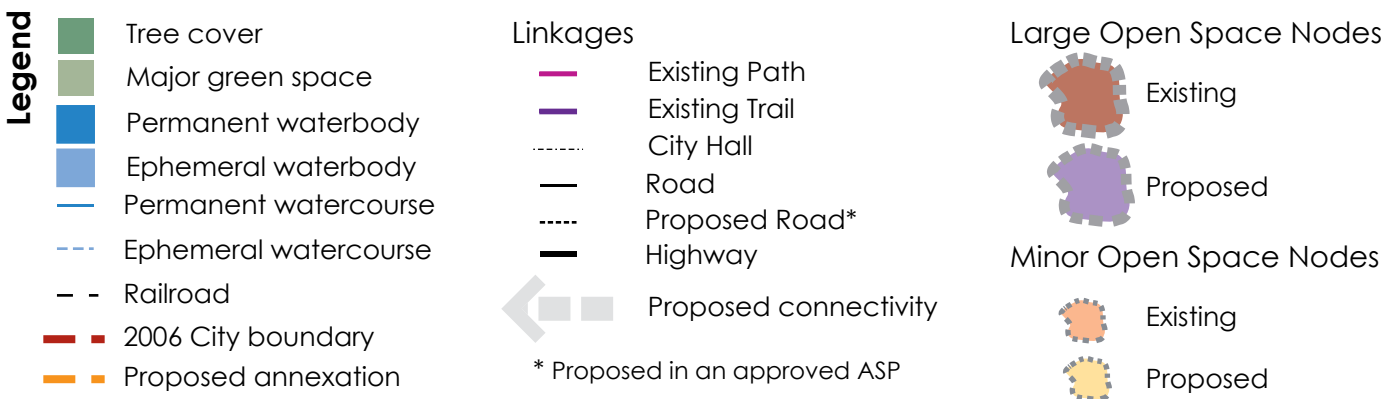 Legend
Tree cover
Major green space
Permanent waterbody
Ephemeral waterbody
Permanent watercourse
Ephemeral watercourse
Railroad
2006 City boundary
Proposed annexation
Linkages
Existing Path
Existing Trail
City Hall
Road
Proposed Road*
Highway
Proposed connectivity
* Proposed in an approved ASP
Large Open Space Nodes
Existing
Proposed
Minor Open Space Nodes
Existing
Proposed